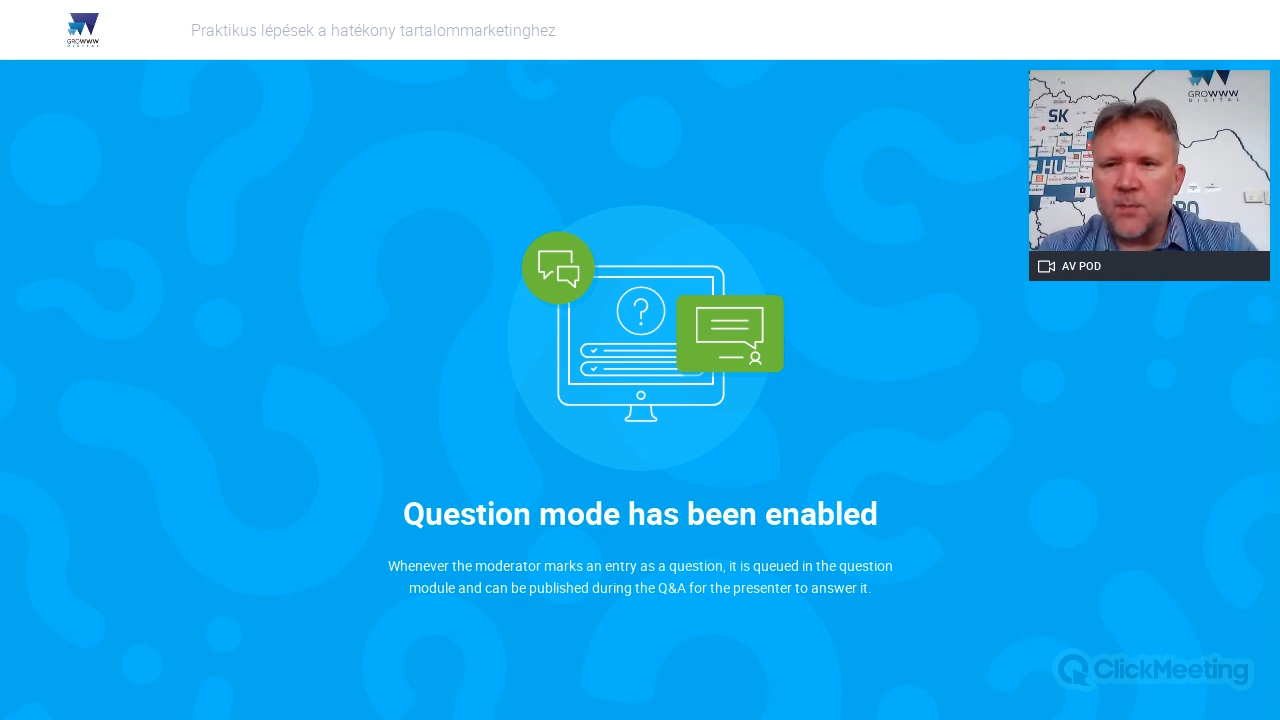 GROWWW
DIGITAL
Praktikus lépések a hatékony tartalommarketinghez
GROWWW
DIGITAL
SK
HU
RO
AV POD
Question mode has been enabled
Whenever the moderator marks an entry as a question, it is queued in the question
module and can be published during the Q&A for the presenter to answer it.
ClickMeeting